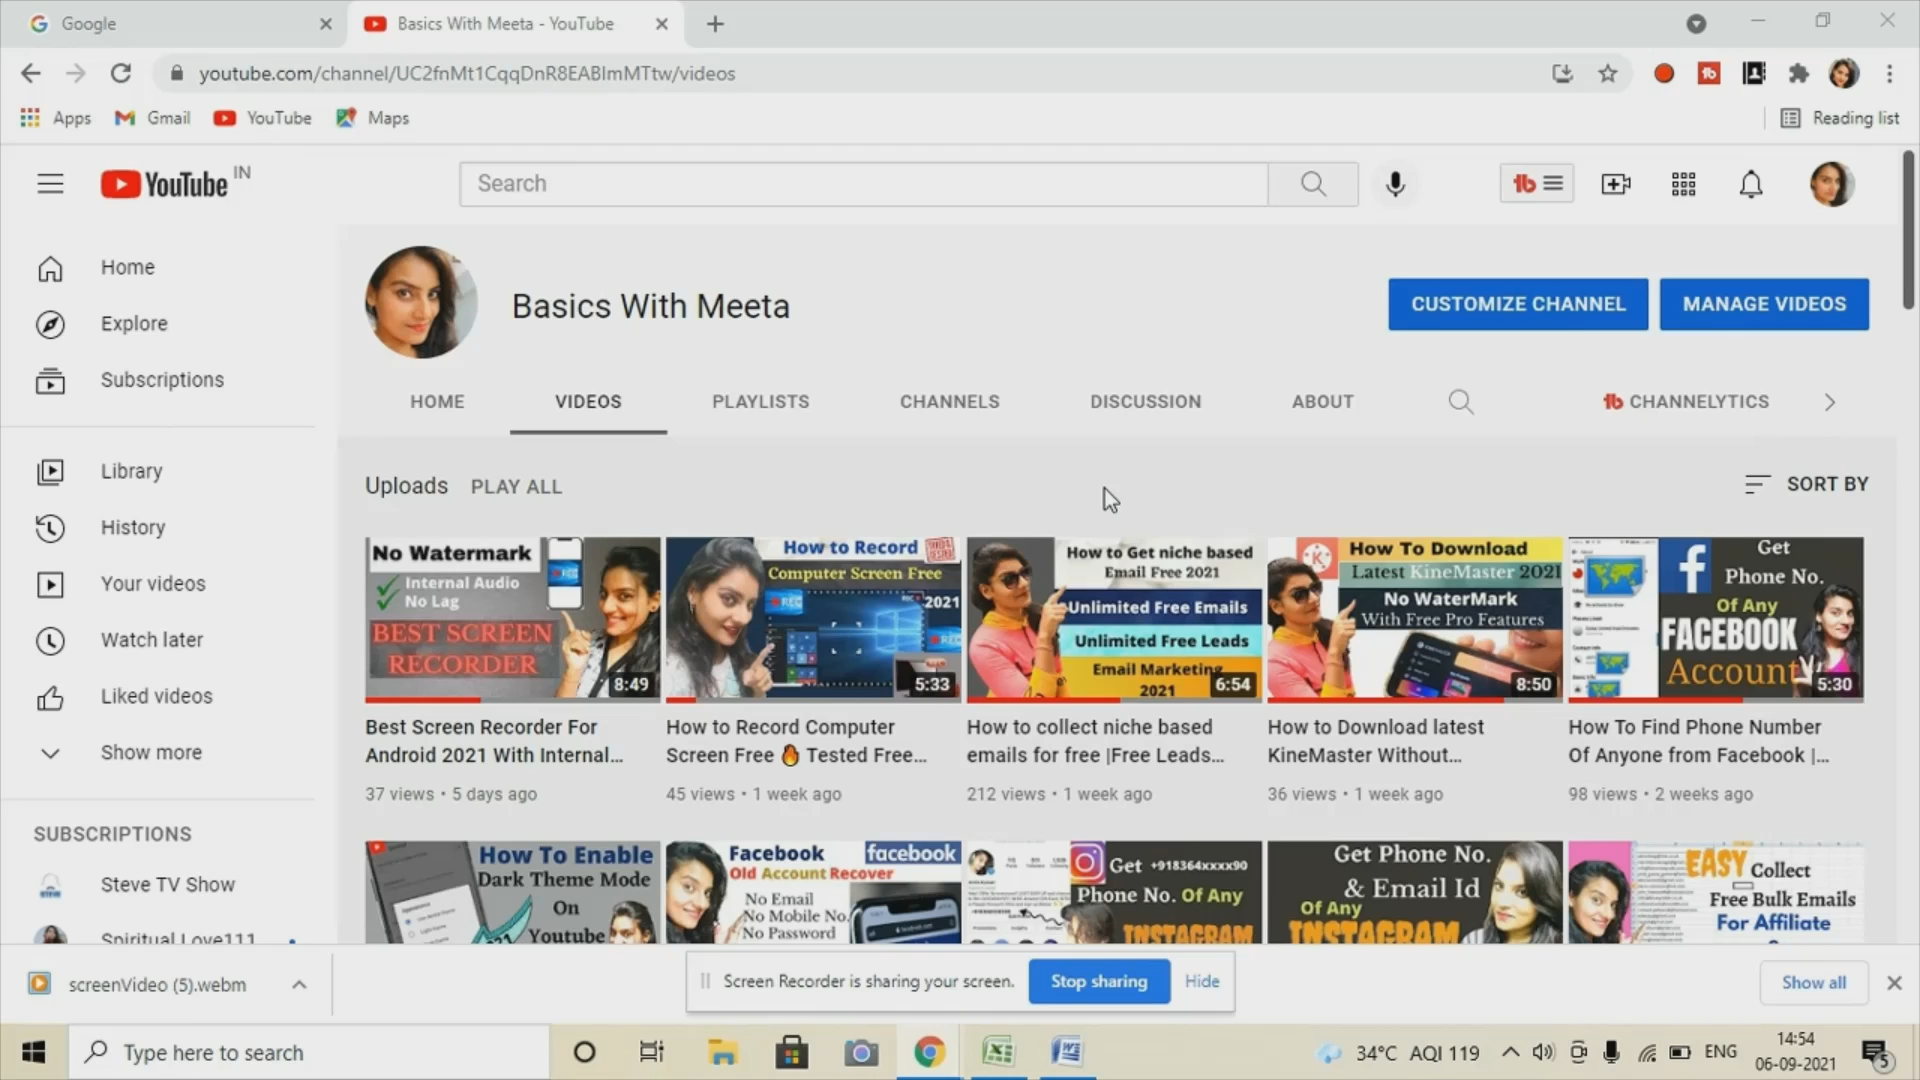 Google
Basics With Meeta - YouTube
youtube.com/channel/UC2fnMt1CqqDnR8EABlmMTtw/videos
Apps
Gmail
YouTube
Maps
Reading list
YouTube IN
Search
Home
Explore
Subscriptions
Library
History
Your videos
Watch later
Liked videos
Show more
SUBSCRIPTIONS
Steve TV Show
Spiritual Love111
Basics With Meeta
CUSTOMIZE CHANNEL
MANAGE VIDEOS
HOME
VIDEOS
PLAYLISTS
CHANNELS
DISCUSSION
ABOUT
CHANNELYTICS
Uploads
PLAY ALL
SORT BY
No Watermark
Internal Audio
No Lag
BEST SCREEN
RECORDER
8:49
Best Screen Recorder For
Android 2021 With Internal...
37 views • 5 days ago
How to Record
Computer Screen Free
REC
2021
5:33
How to Record Computer
Screen Free 🔥 Tested Free...
45 views • 1 week ago
How to Get niche based
Email Free 2021
Unlimited Free Emails
Unlimited Free Leads
Email Marketing
2021
6:54
How to collect niche based
emails for free |Free Leads...
212 views • 1 week ago
How To Download
Latest KineMaster 2021
No WaterMark
With Free Pro Features
8:50
How to Download latest
KineMaster Without...
36 views • 1 week ago
Get
Phone No.
Of Any
FACEBOOK
Account
5:30
How To Find Phone Number
Of Anyone from Facebook |...
98 views • 2 weeks ago
How To Enable
Dark Theme Mode
On
Youtube
Facebook
facebook
Old Account Recover
No Email
No Mobile No.
No Password
Get +918364xxxx90
Phone No. Of Any
INSTAGRAM
Get Phone No.
& Email Id
Of Any
INSTAGRAM
EASY Collect
Free Bulk Emails
For Affiliate
screenVideo (5).webm
Screen Recorder is sharing your screen.
Stop sharing
Hide
Show all
Type here to search
34°C AQI 119
ENG
14:54
06-09-2021
5